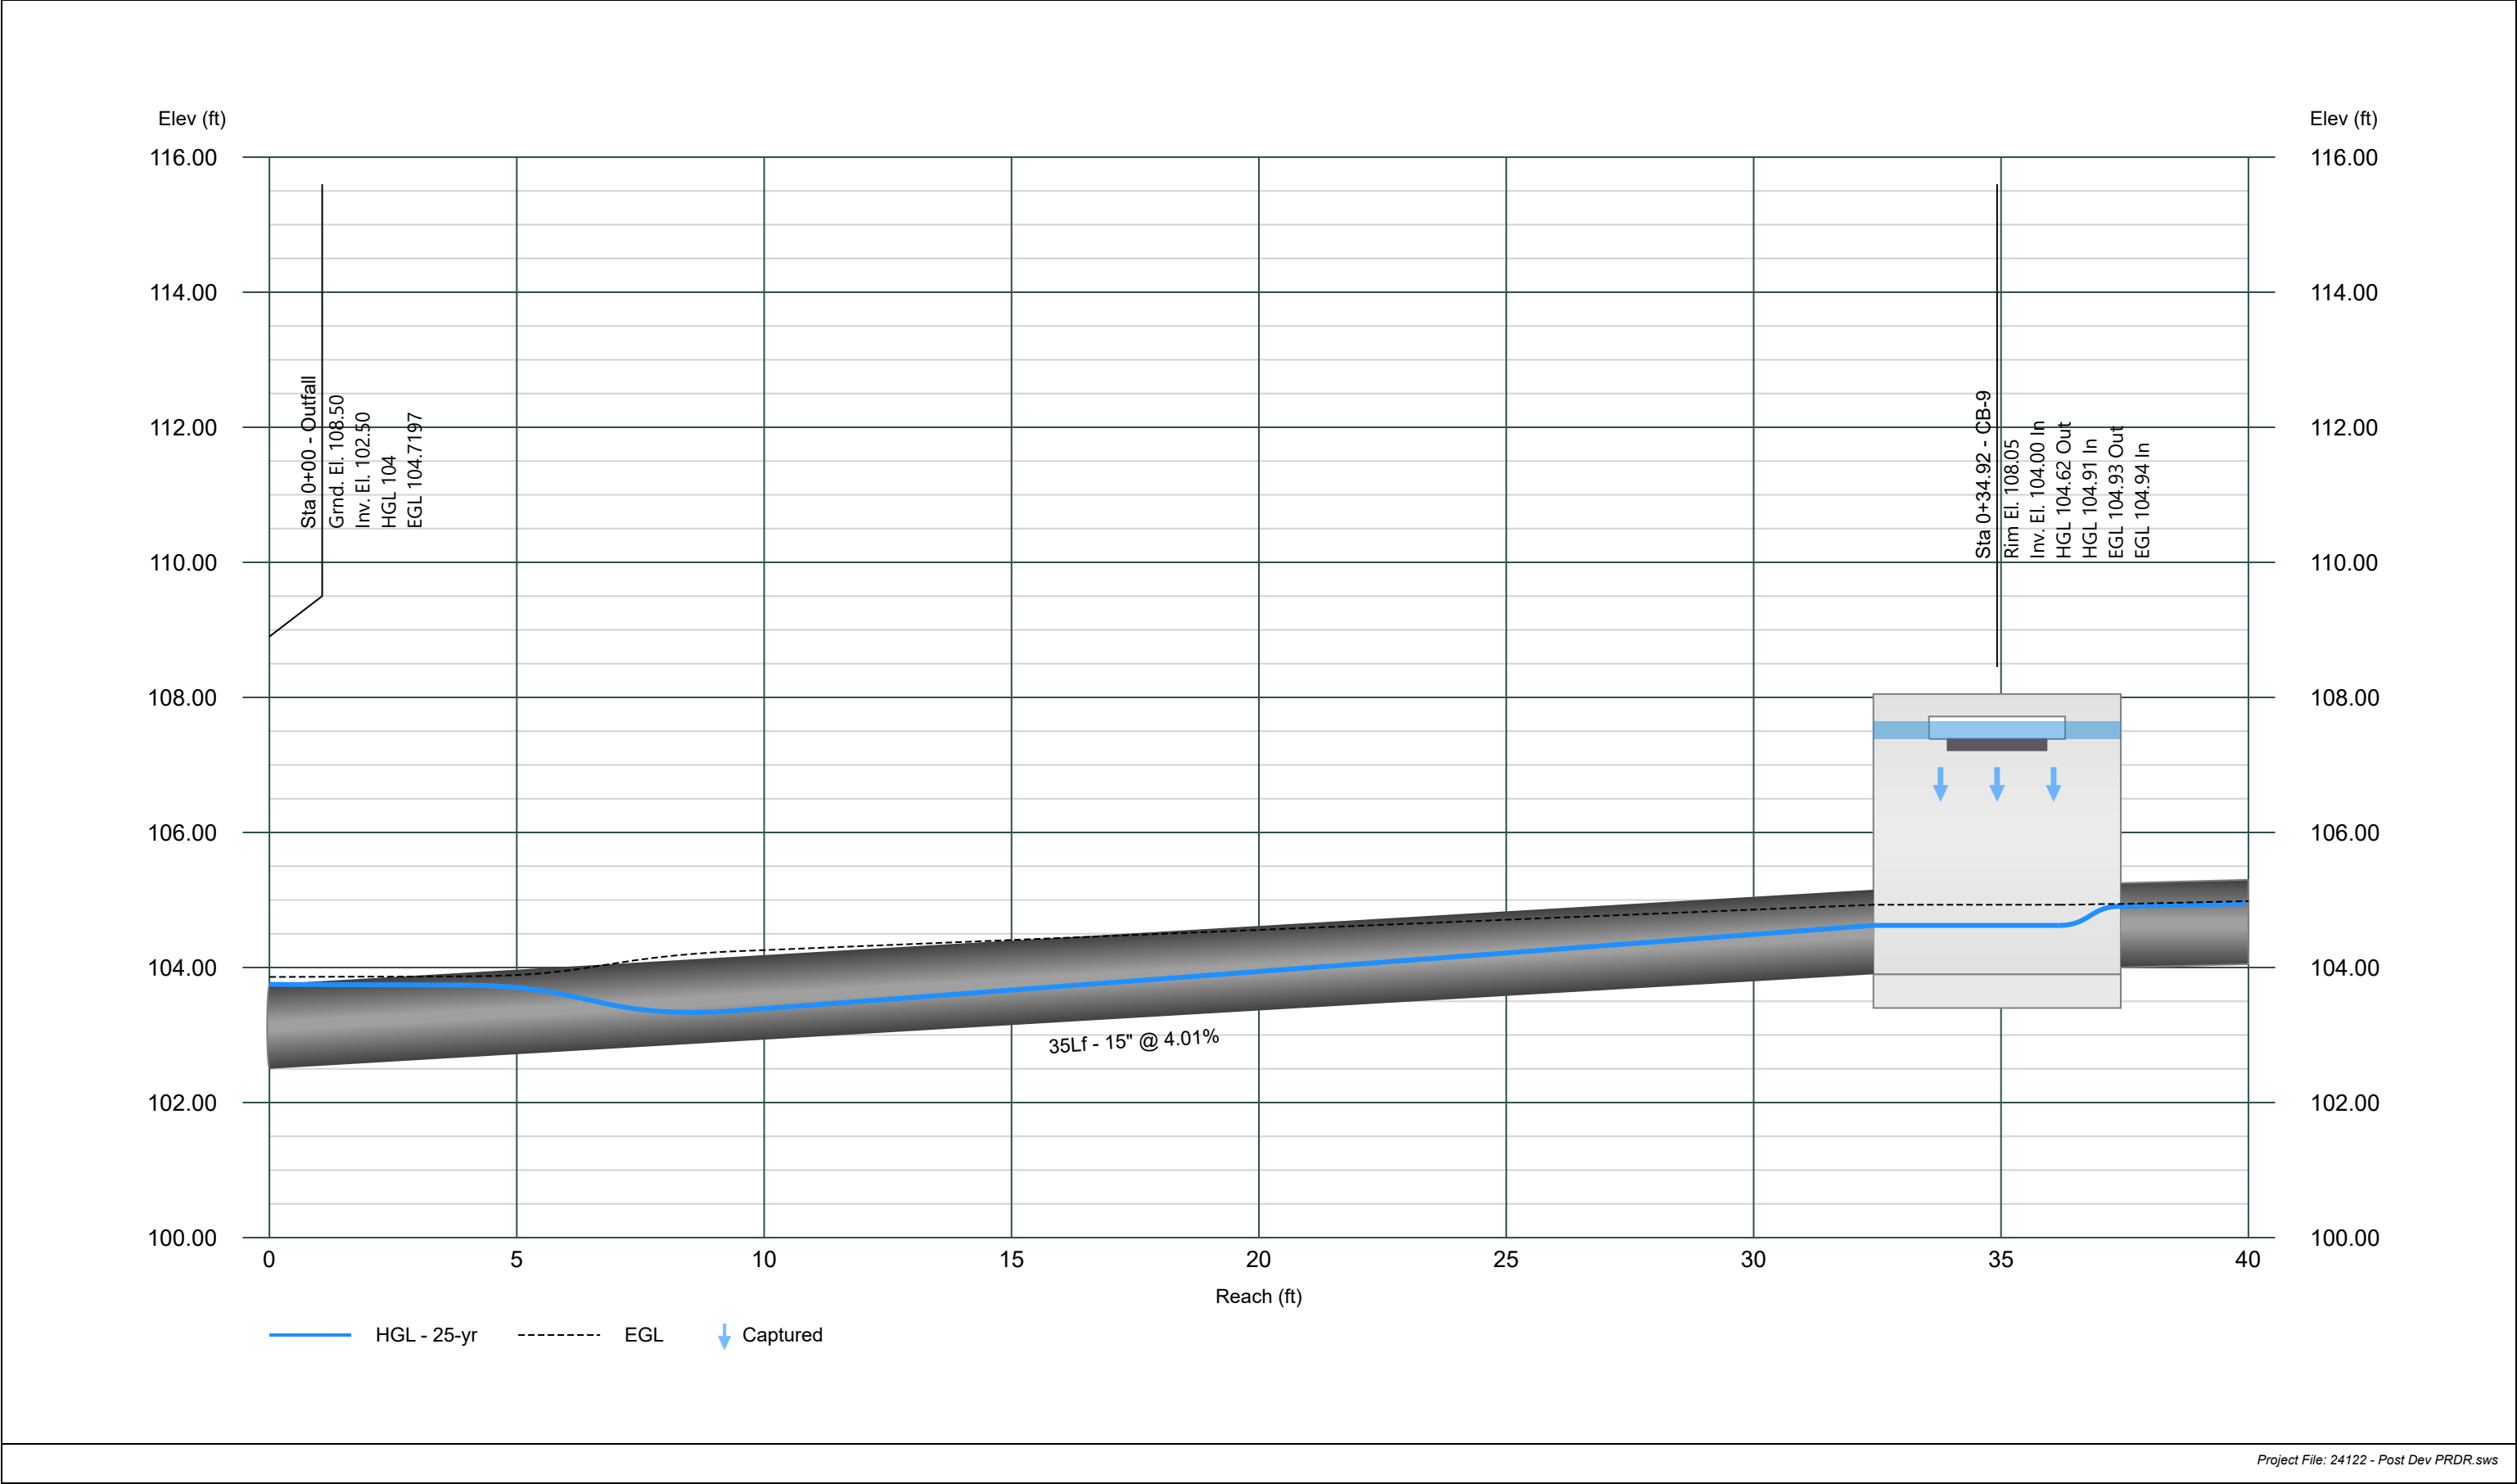 Elev (ft)
Elev (ft)
116.00
116.00
114.00
114.00
112.00
112.00
110.00
110.00
108.00
108.00
106.00
106.00
104.00
104.00
102.00
102.00
100.00
100.00
Sta 0+00 - Outfall
Grnd. El. 108.50
Inv. El. 102.50
HGL 104
EGL 104.7197
Sta 0+34.92 - CB-9
Rim El. 108.05
Inv. El. 104.00 In
HGL 104.62 Out
HGL 104.91 In
EGL 104.93 Out
EGL 104.94 In
35Lf - 15" @ 4.01%
0 5 10 15 20 25 30 35 40
Reach (ft)
HGL - 25-yr EGL Captured
Project File: 24122 - Post Dev PRDR.sws